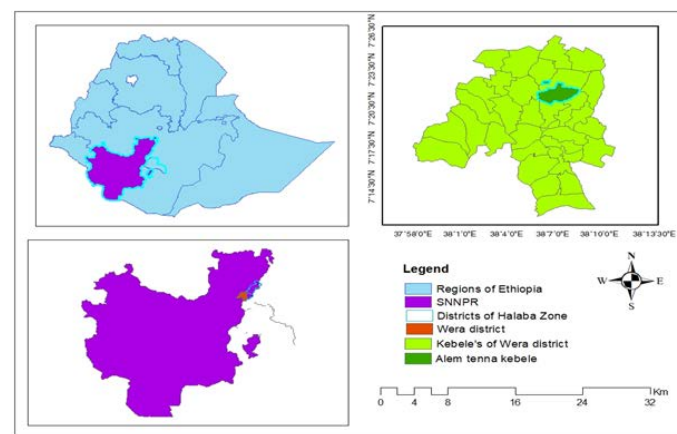 7°26'30"N
7°23'30"N
7°20'30"N
7°17'30"N
7°14'30"N
37°58'0"E 38°1'0"E 38°4'0"E 38°7'0"E 38°10'0"E 38°13'30"E
Legend
Regions of Ethiopia
SNNPR
Districts of Halaba Zone
Wera district
Kebele's of Wera district
Alem tenna kebele
N
W E
S
Km
0 2 4 8 16 24 32